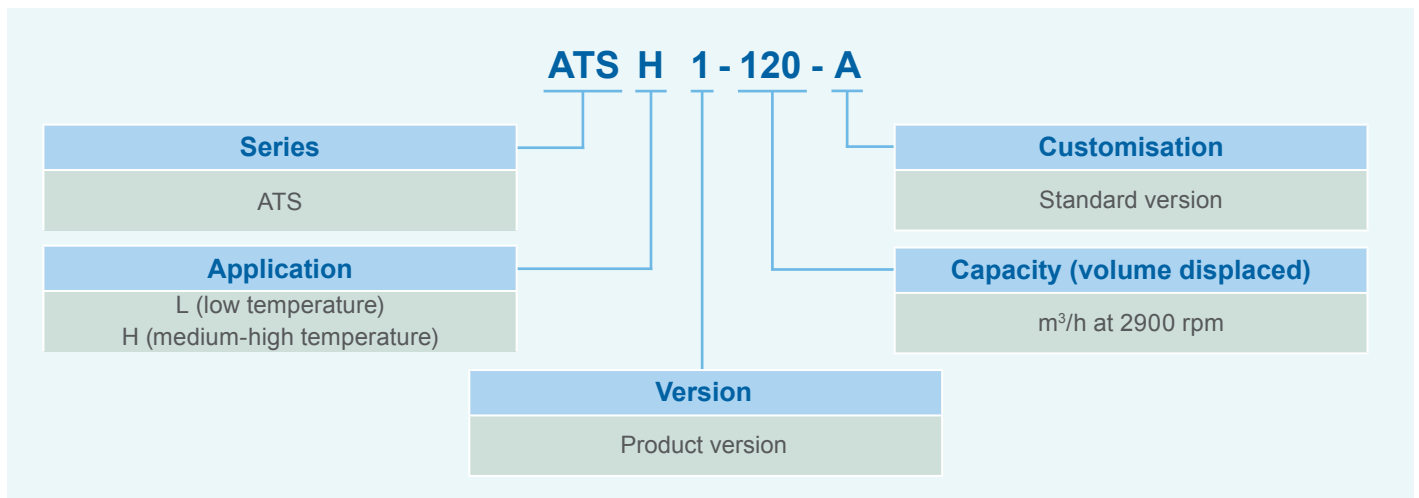 ATS H 1 - 120 - A
Series
ATS
Application
L (low temperature)
H (medium-high temperature)
Version
Product version
Customisation
Standard version
Capacity (volume displaced)
m³/h at 2900 rpm